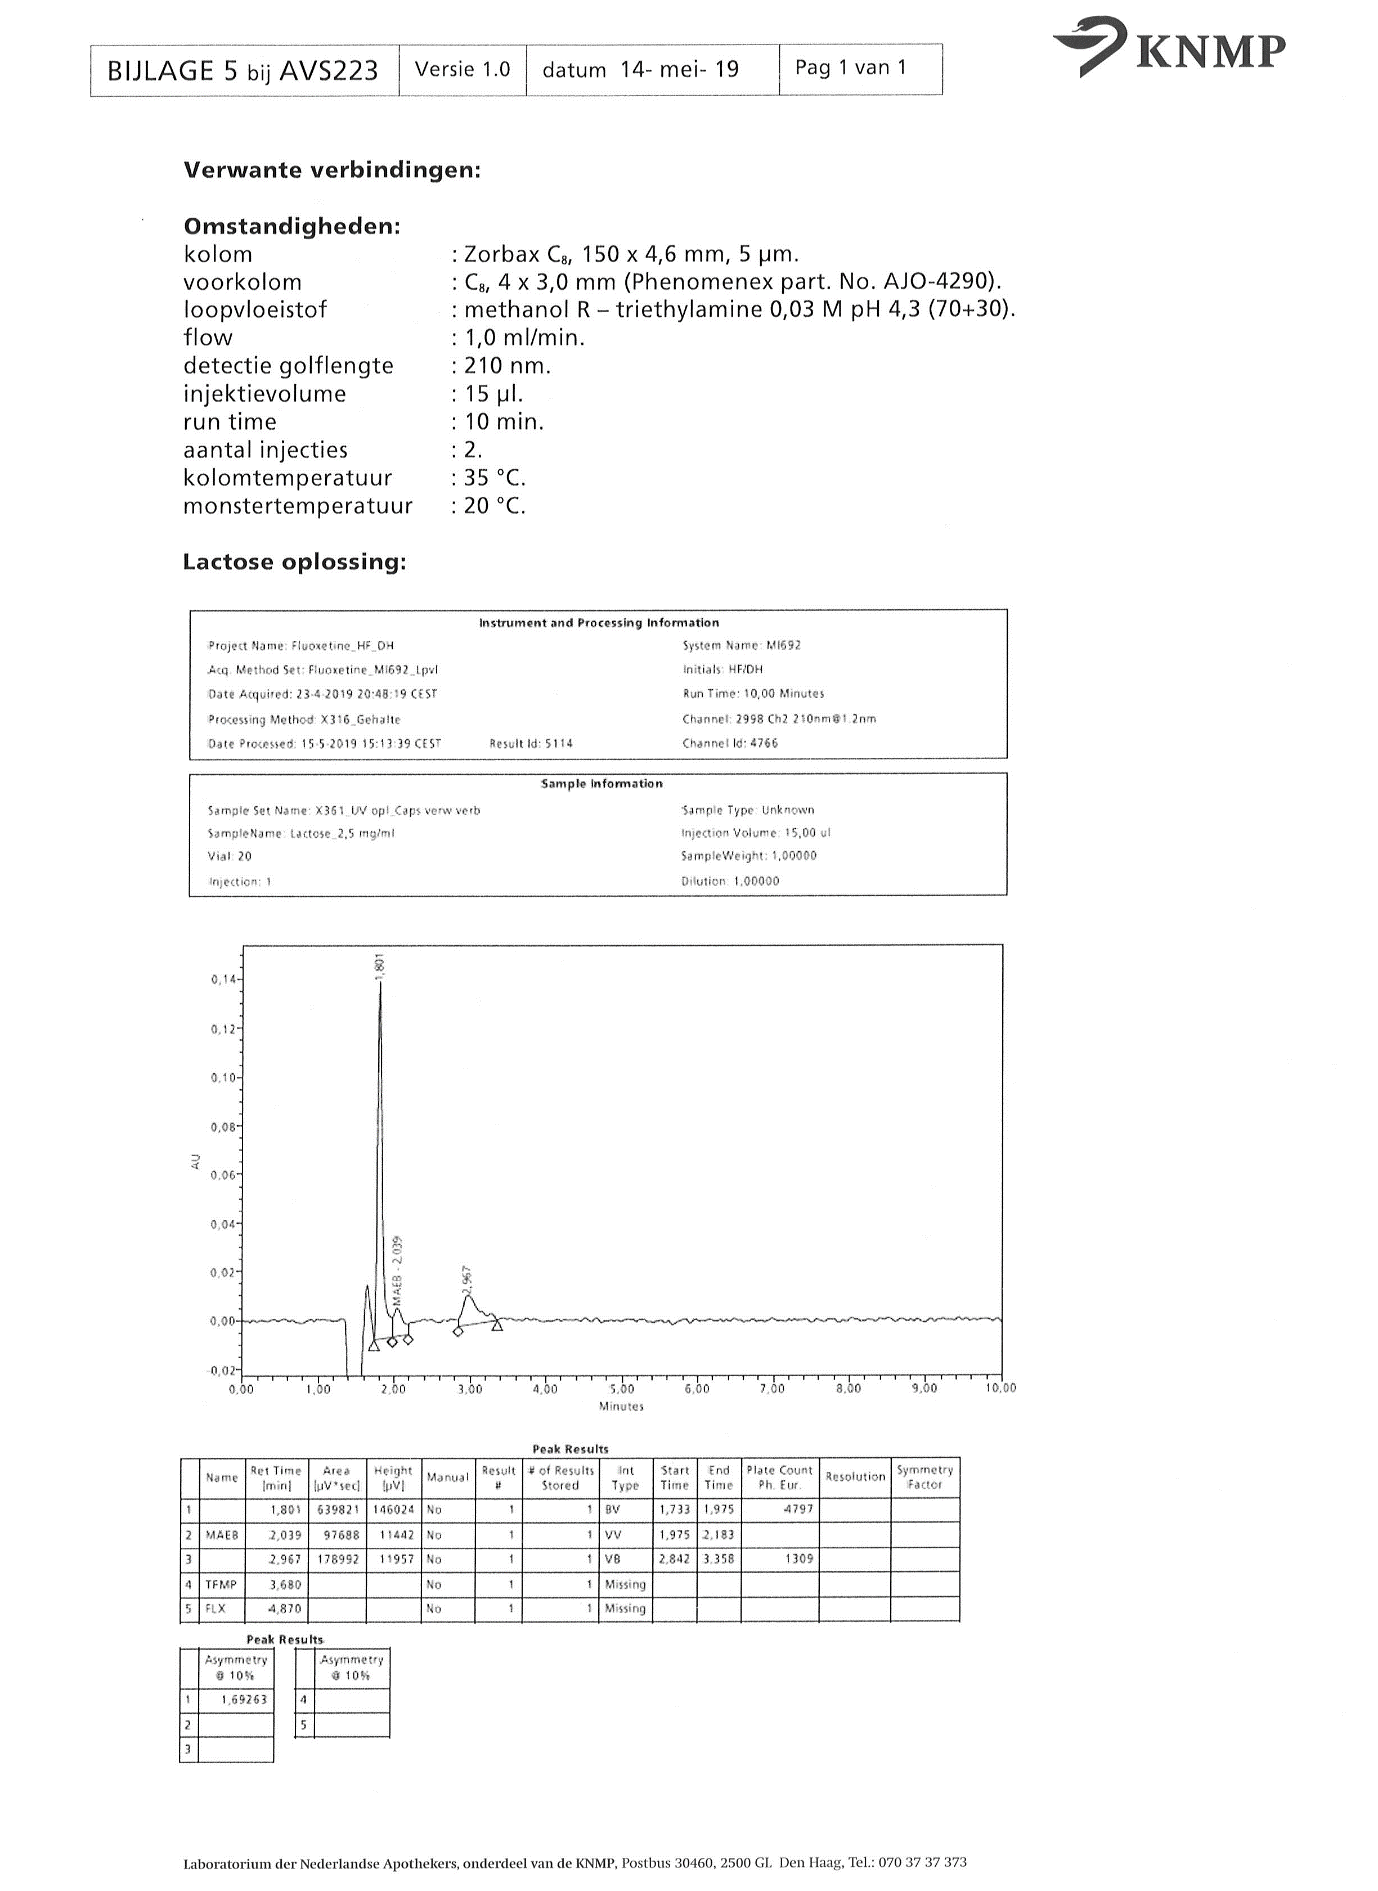 KNMP
BIJLAGE 5 bij AVS223 Versie 1.0 datum 14- mei- 19 Pag 1 van 1
Verwante verbindingen:
Omstandigheden:
kolom : Zorbax C8, 150 x 4,6 mm, 5 µm.
voorkolom : C8, 4 x 3,0 mm (Phenomenex part. No. AJO-4290).
loopvloeistof : methanol R – triethylamine 0,03 M pH 4,3 (70+30).
flow : 1,0 ml/min.
detectie golflengte : 210 nm.
injektievolume : 15 µl.
run time : 10 min.
aantal injecties : 2.
kolomtemperatuur : 35 °C.
monstertemperatuur : 20 °C.
Lactose oplossing:
Instrument and Processing Information
Project Name: Fluoxetine_HF_DH System Name: MI692
Acq. Method Set: Fluoxetine_MI692_Lpvl Initials: HF/DH
Date Acquired: 23-4-2019 20:48:19 CEST Run Time: 10,00 Minutes
Processing Method: X316_Gehalte Channel: 2998 Ch2 210nm@1.2nm
Date Processed: 15-5-2019 15:13:39 CEST Result Id: 5114 Channel Id: 4766
Sample Information
Sample Set Name: X361_UV opl_Caps verw verb Sample Type: Unknown
SampleName: Lactose_2,5 mg/ml Injection Volume: 15,00 ul
Vial: 20 SampleWeight: 1,00000
Injection: 1 Dilution: 1,00000
1,801
0,14
0,12
0,10
0,08
AU
0,06
0,04
MAEB - 2,039
2,967
0,02
0,00
-0,02
0,00 1,00 2,00 3,00 4,00 5,00 6,00 7,00 8,00 9,00 10,00
Minutes
Peak Results
Name Ret Time [min] Area [µV*sec] Height [µV] Manual Result # # of Results Stored Int Type Start Time End Time Plate Count Ph. Eur. Resolution Symmetry Factor
1 1,801 639821 146024 No 1 1 BV 1,733 1,975 4797
2 MAEB 2,039 97688 11442 No 1 1 VV 1,975 2,183
3 2,967 178992 11957 No 1 1 VB 2,842 3,358 1309
4 TFMP 3,680 No 1 1 Missing
5 FLX 4,870 No 1 1 Missing
Peak Results
Asymmetry @ 10% Asymmetry @ 10%
1 1,69263 4
2 5
3
Laboratorium der Nederlandse Apothekers, onderdeel van de KNMP, Postbus 30460, 2500 GL Den Haag, Tel.: 070 37 37 373